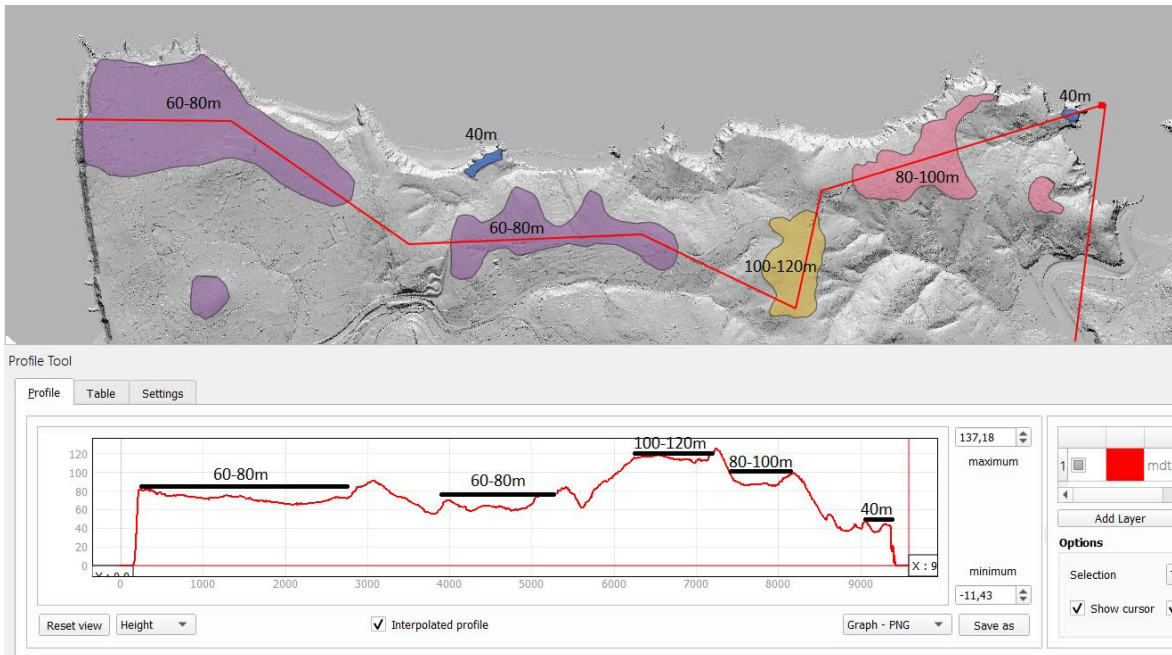 60-80m
40m
40m
80-100m
60-80m
100-120m
Profile Tool
Profile Table Settings
137,18
maximum
120
100
80
60
40
20
0
60-80m
60-80m
100-120m
80-100m
40m
0 1000 2000 3000 4000 5000 6000 7000 8000 9000
X : 9
minimum
-11,43
Reset view Height Interpolated profile Graph - PNG Save as
1 mdt
Add Layer
Options
Selection
Show cursor